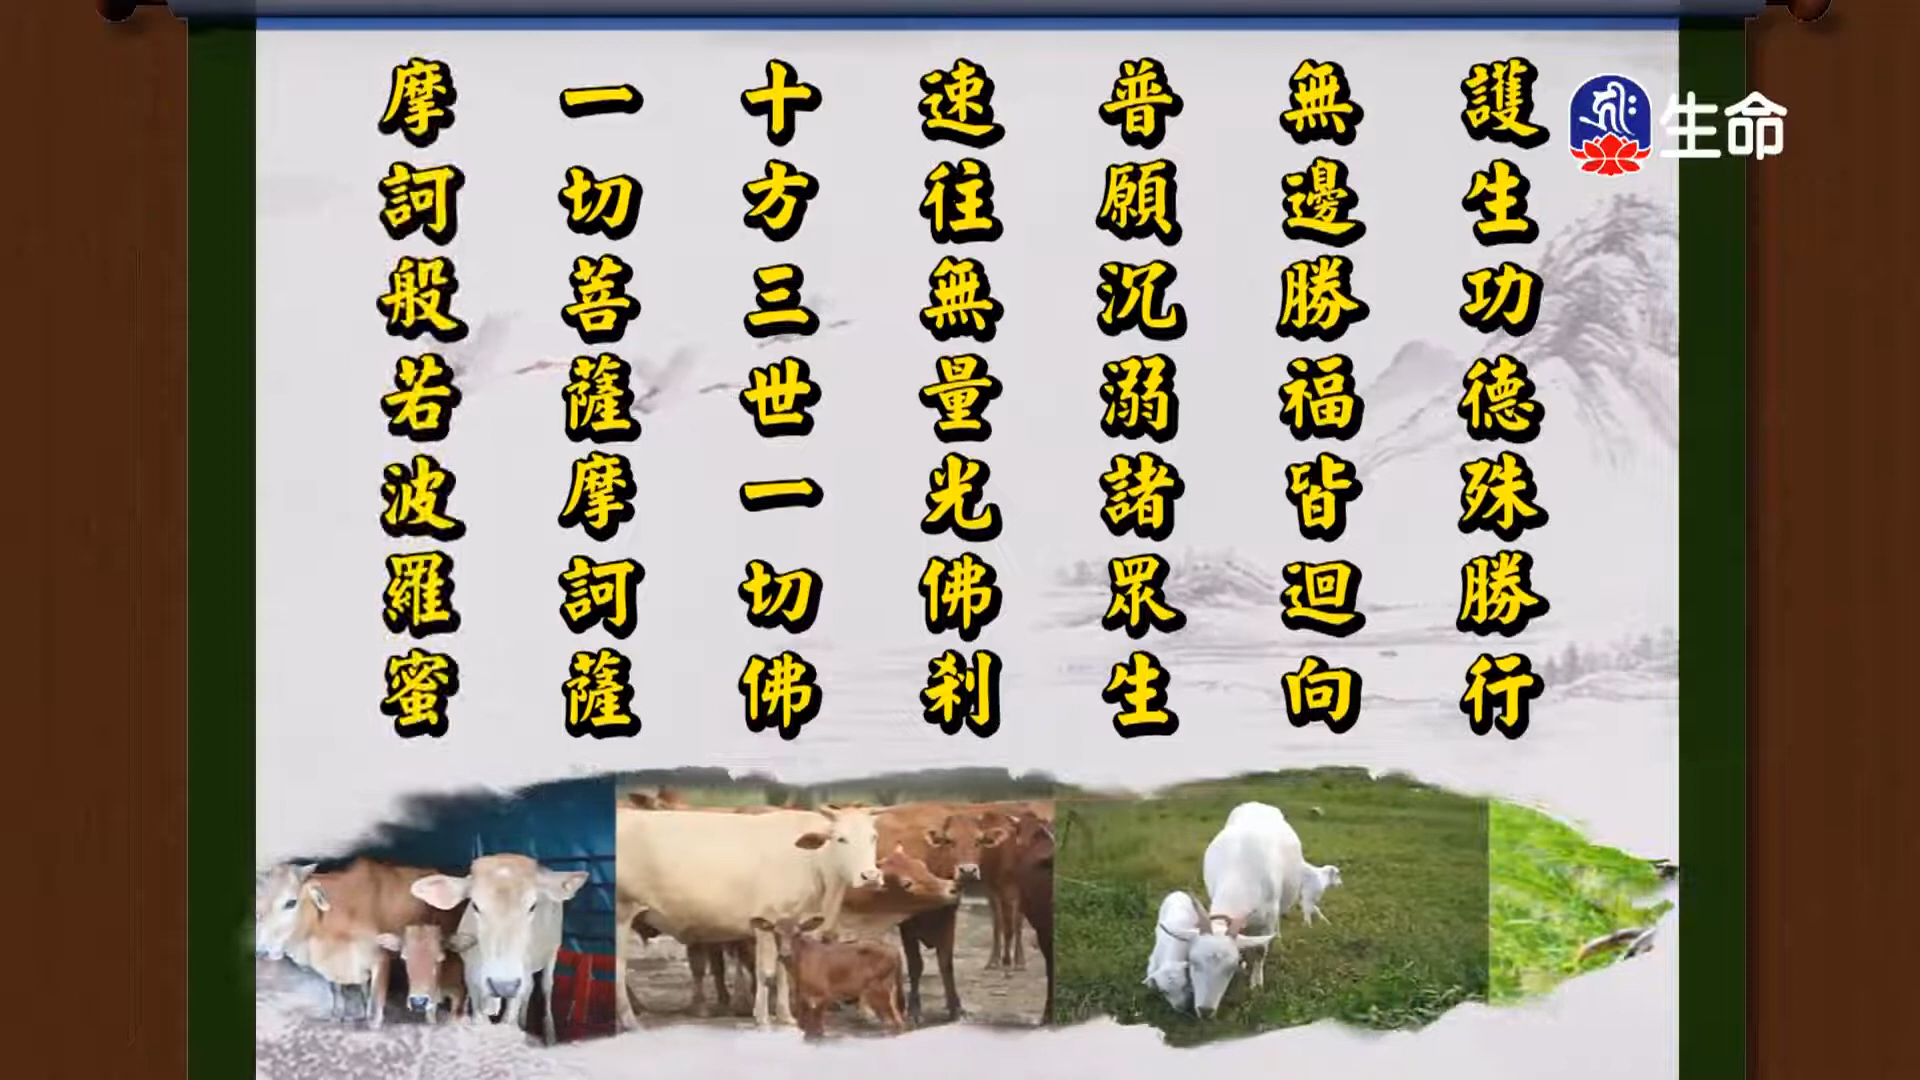 護生功德殊勝行
無邊勝福皆迴向
普願沉溺諸眾生
速往無量光佛剎
十方三世一切佛
一切菩薩摩訶薩
摩訶般若波羅蜜
生命